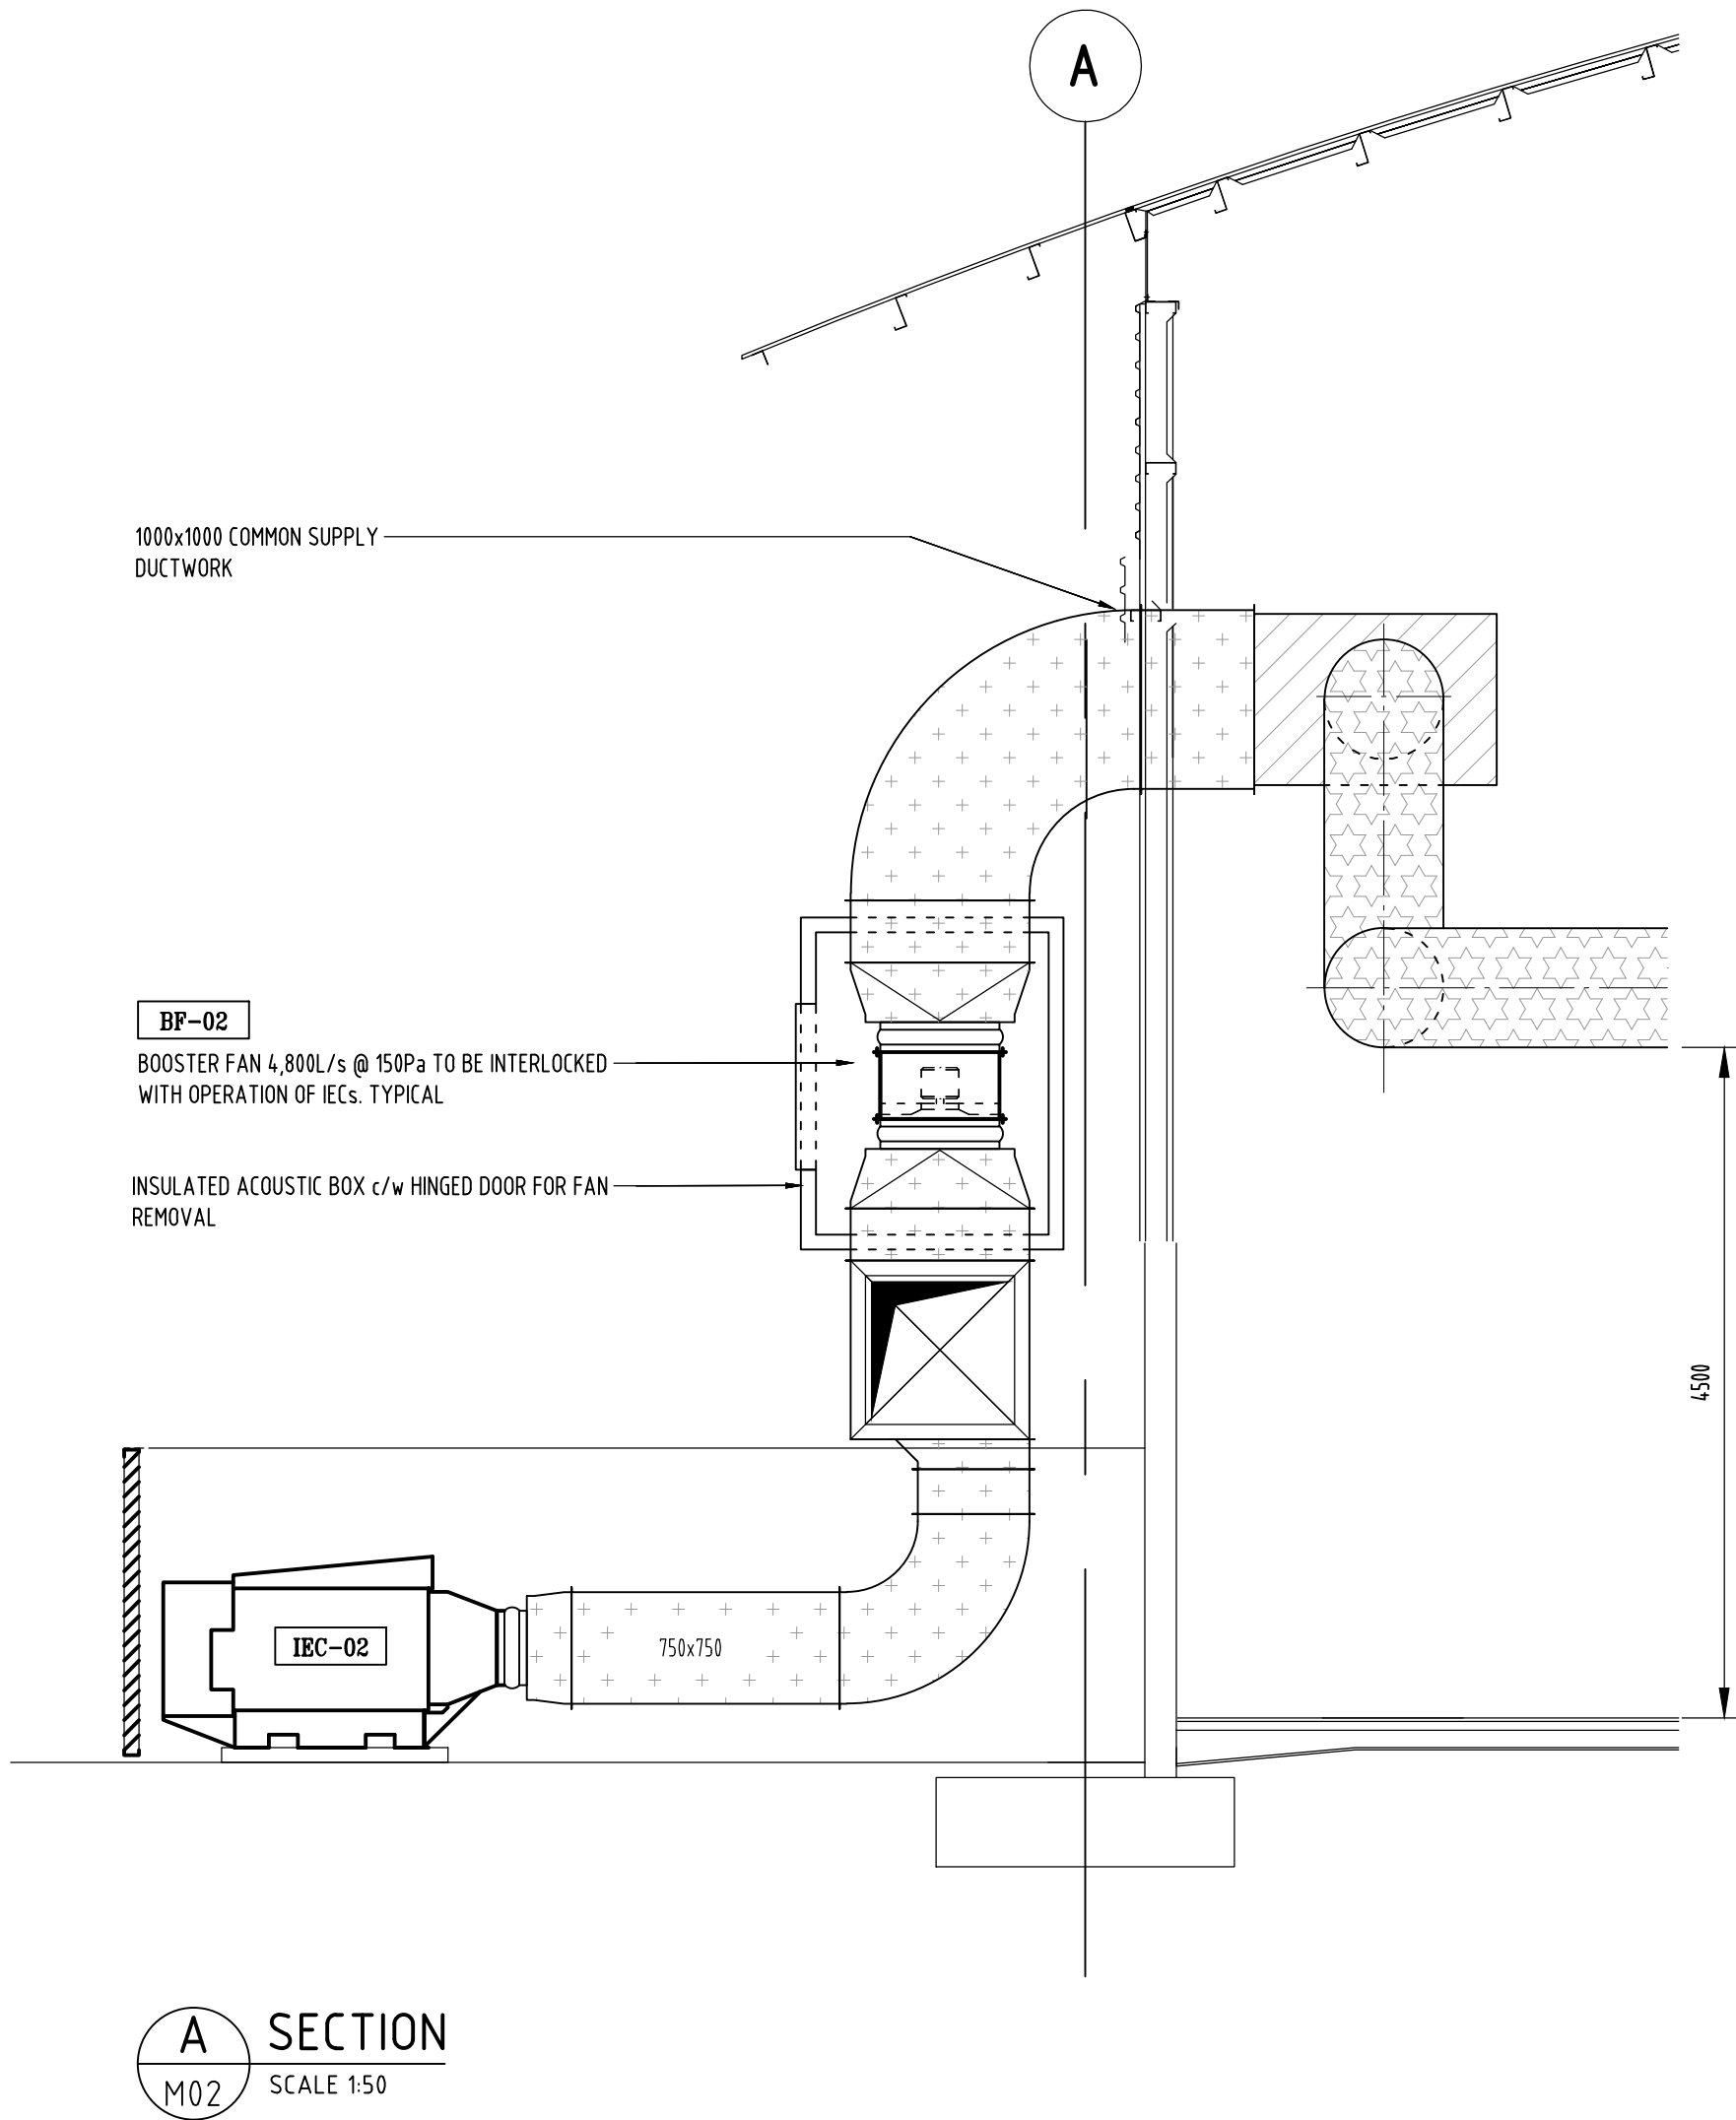 A
1000x1000 COMMON SUPPLY
DUCTWORK
BF-02
BOOSTER FAN 4,800L/s @ 150Pa TO BE INTERLOCKED
WITH OPERATION OF IECs. TYPICAL
INSULATED ACOUSTIC BOX c/w HINGED DOOR FOR FAN
REMOVAL
4500
IEC-02
750x750
A
M02
SECTION
SCALE 1:50